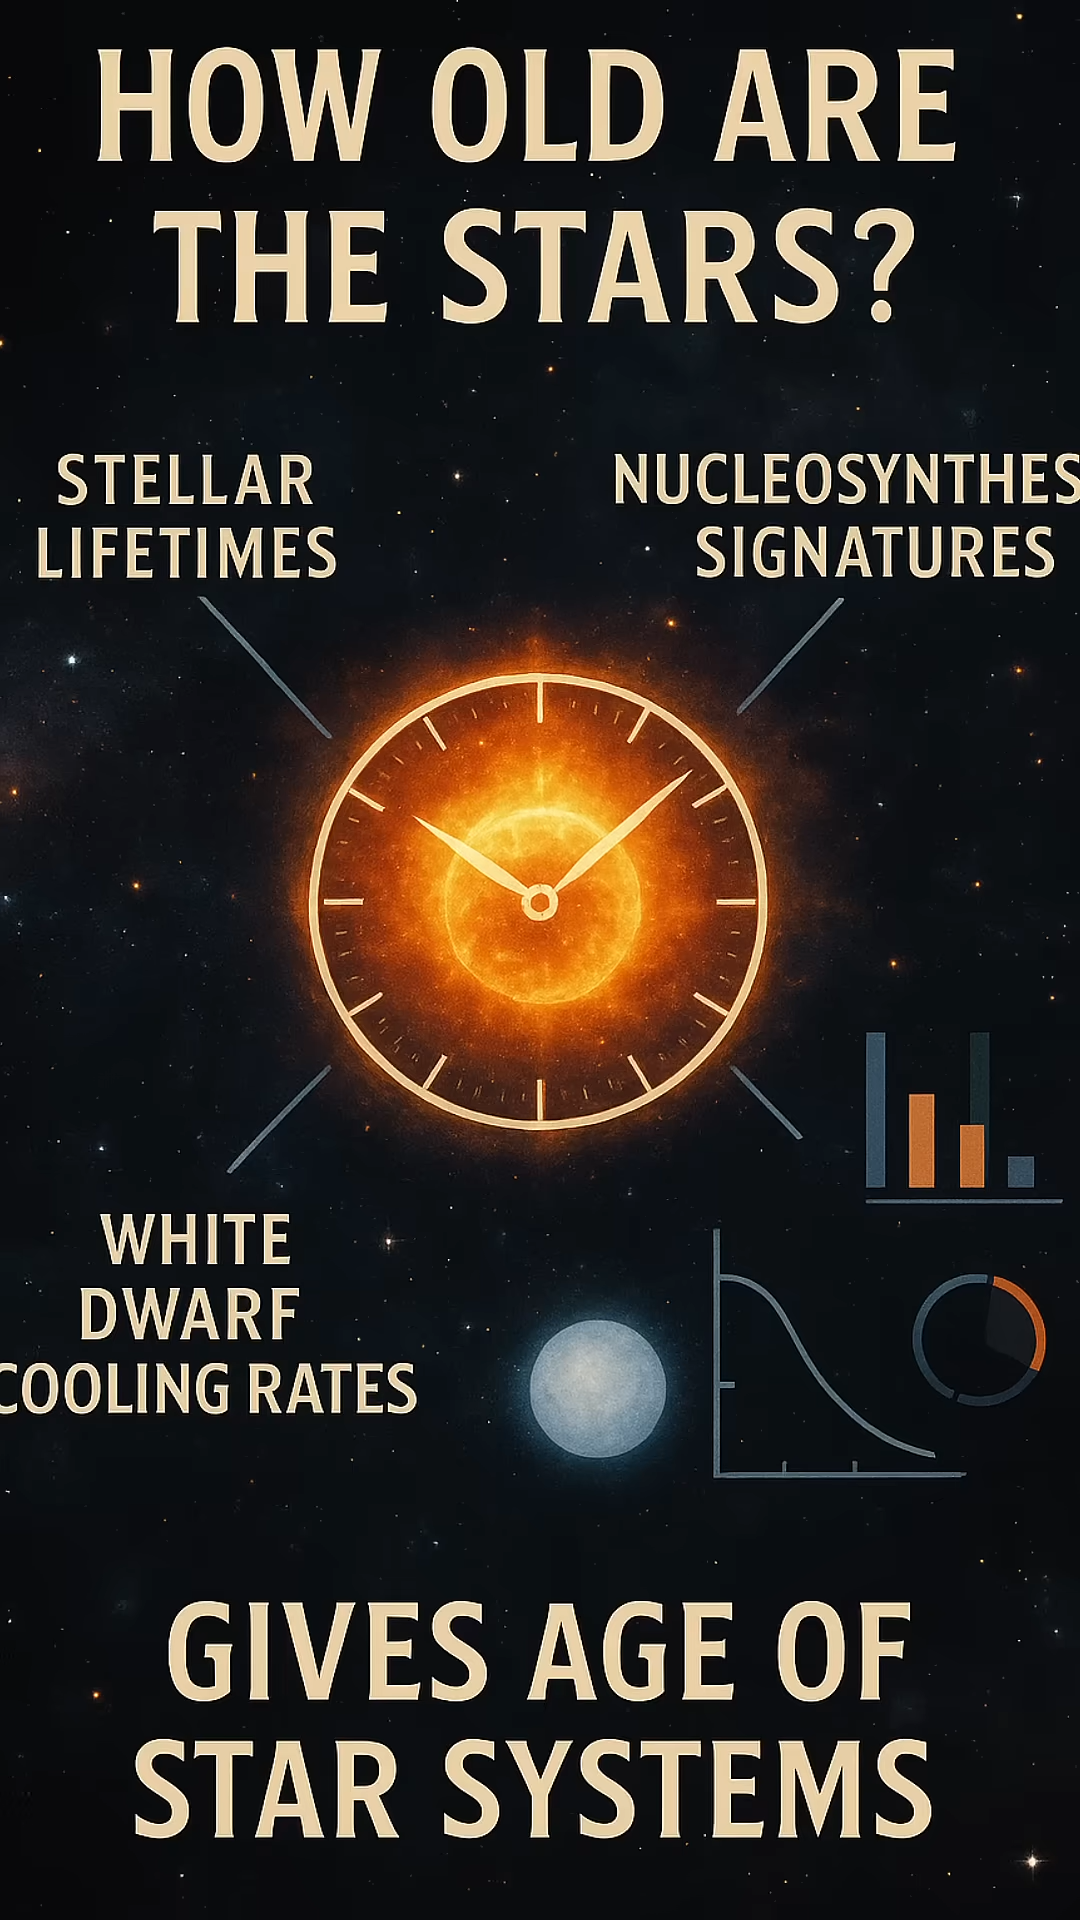 HOW OLD ARE
THE STARS?
STELLAR
LIFETIMES
NUCLEOSYNTHES
SIGNATURES
WHITE
DWARF
COOLING RATES
GIVES AGE OF
STAR SYSTEMS